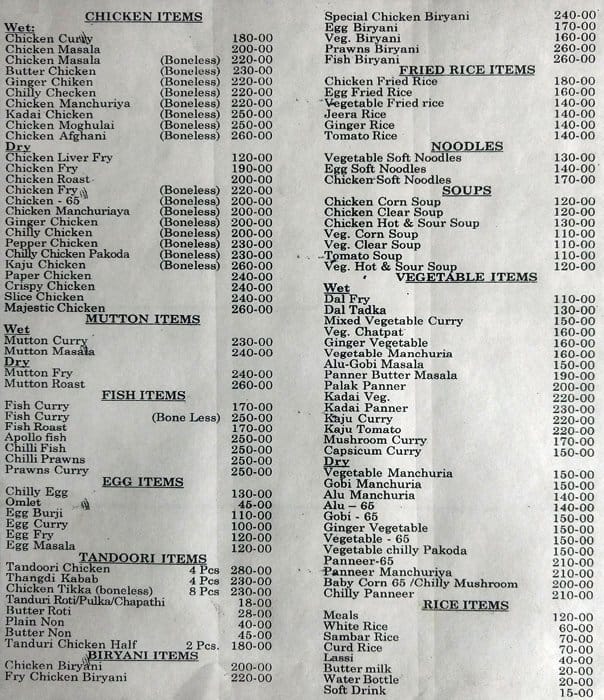 CHICKEN ITEMS
Wet:
Chicken Curry 180-00
Chicken Masala 200-00
Chicken Masala (Boneless) 220-00
Butter Chicken (Boneless) 230-00
Ginger Chiken (Boneless) 220-00
Chilly Checken (Boneless) 220-00
Chicken Manchuriya (Boneless) 220-00
Kadai Chicken (Boneless) 250-00
Chicken Moghulai (Boneless) 250-00
Chicken Afghani (Boneless) 260-00
Dry
Chicken Liver Fry 120-00
Chicken Fry 190-00
Chicken Roast 200-00
Chicken Fry (Boneless) 220-00
Chicken - 65 (Boneless) 200-00
Chicken Manchuriaya (Boneless) 200-00
Ginger Chicken (Boneless) 200-00
Chilly Chicken (Boneless) 200-00
Pepper Chicken (Boneless) 230-00
Chilly Chicken Pakoda (Boneless) 230-00
Kaju Chicken (Boneless) 260-00
Paper Chicken 240-00
Crispy Chicken 240-00
Slice Chicken 240-00
Majestic Chicken 260-00
MUTTON ITEMS
Wet
Mutton Curry 230-00
Mutton Masala 240-00
Dry
Mutton Fry 240-00
Mutton Roast 260-00
FISH ITEMS
Fish Curry 170-00
Fish Curry (Bone Less) 250-00
Fish Roast 170-00
Apollo fish 250-00
Chilli Fish 250-00
Chilli Prawns 250-00
Prawns Curry 250-00
EGG ITEMS
Chilly Egg 130-00
Omlet 45-00
Egg Burji 110-00
Egg Curry 100-00
Egg Fry 120-00
Egg Masala 120-00
TANDOORI ITEMS
Tandoori Chicken 4 Pcs 280-00
Thangdi Kabab 4 Pcs 230-00
Chicken Tikka (boneless) 8 Pcs 230-00
Tanduri Roti/Pulka/Chapathi 18-00
Butter Roti 28-00
Plain Non 40-00
Butter Non 45-00
Tanduri Chicken Half 2 Pcs. 180-00
BIRYANI ITEMS
Chicken Biryani 200-00
Fry Chicken Biryani 220-00
Special Chicken Biryani 240-00
Egg Biryani 170-00
Veg. Biryani 160-00
Prawns Biryani 260-00
Fish Biryani 260-00
FRIED RICE ITEMS
Chicken Fried Rice 180-00
Egg Fried Rice 160-00
Vegetable Fried rice 140-00
Jeera Rice 140-00
Ginger Rice 140-00
Tomato Rice 140-00
NOODLES
Vegetable Soft Noodles 130-00
Egg Soft Noodles 140-00
Chicken Soft Noodles 170-00
SOUPS
Chicken Corn Soup 120-00
Chicken Clear Soup 120-00
Chicken Hot & Sour Soup 130-00
Veg. Corn Soup 110-00
Veg. Clear Soup 110-00
Tomato Soup 110-00
Veg. Hot & Sour Soup 120-00
VEGETABLE ITEMS
Wet
Dal Fry 110-00
Dal Tadka 130-00
Mixed Vegetable Curry 150-00
Veg. Chatpat 160-00
Ginger Vegetable 160-00
Vegetable Manchuria 160-00
Alu-Gobi Masala 150-00
Panner Butter Masala 190-00
Palak Panner 200-00
Kadai Veg. 220-00
Kadai Panner 230-00
Kaju Curry 220-00
Kaju Tomato 220-00
Mushroom Curry 170-00
Capsicum Curry 150-00
Dry
Vegetable Manchuria 150-00
Gobi Manchuria 150-00
Alu Manchuria 140-00
Alu – 65 140-00
Gobi - 65 150-00
Ginger Vegetable 150-00
Vegetable - 65 150-00
Vegetable chilly Pakoda 150-00
Panneer-65 210-00
Panneer Manchuriya 210-00
Baby Corn 65 /Chilly Mushroom 200-00
Chilly Panneer 210-00
RICE ITEMS
Meals 120-00
White Rice 60-00
Sambar Rice 70-00
Curd Rice 70-00
Lassi 40-00
Butter milk 20-00
Water Bottle 20-00
Soft Drink 15-00